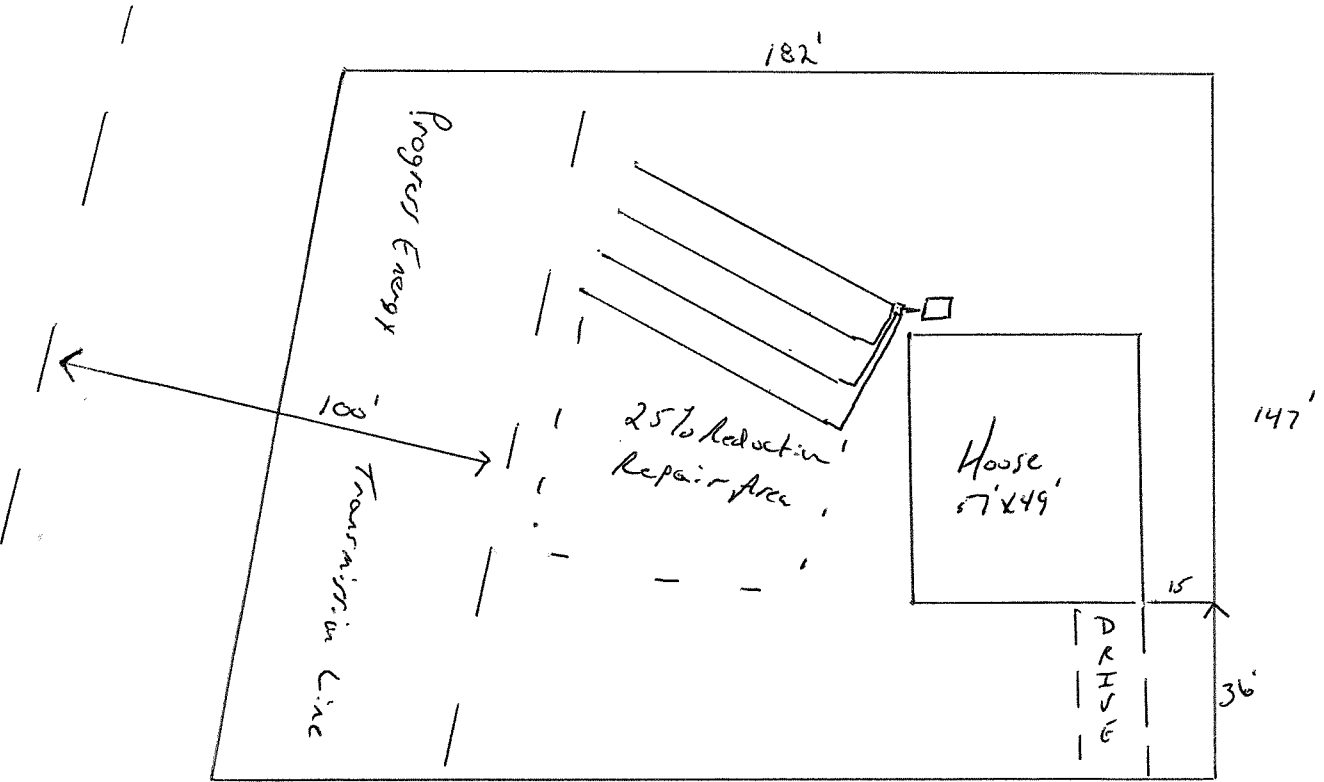 182'
Progress Energy
100'
Transmission Line
25% Reduction
Repair Area
House
57'x49'
147'
15
DRIVE
36'